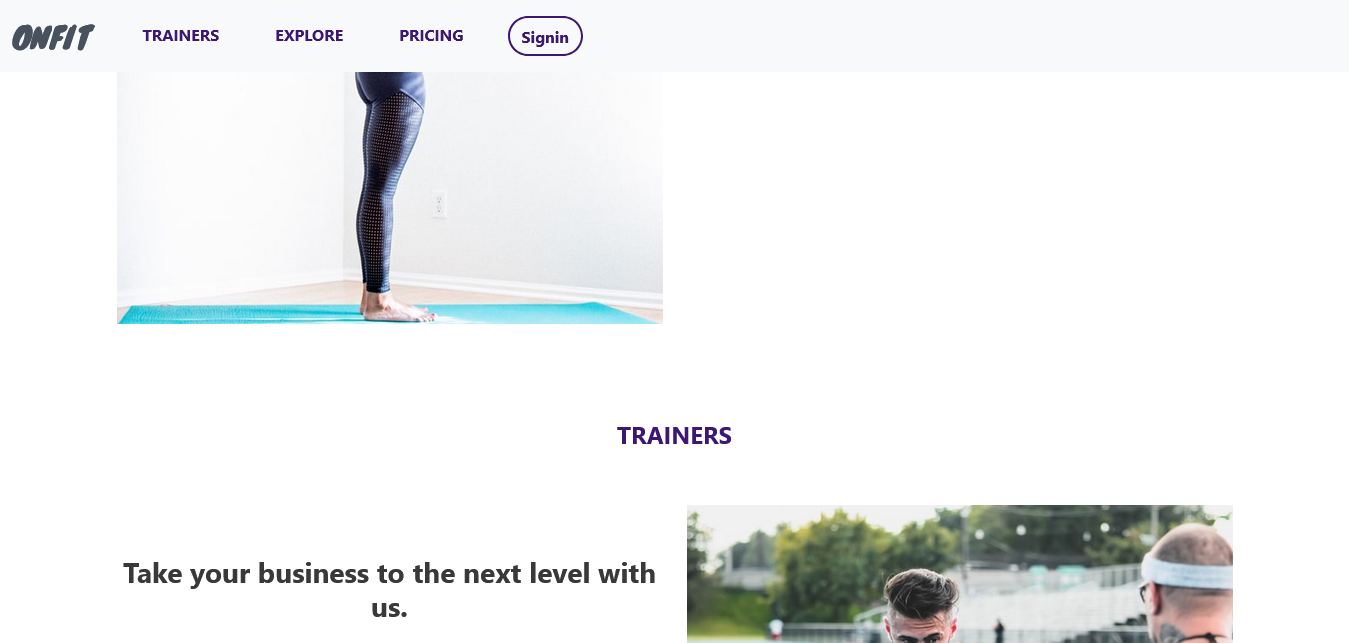 ONFIT
TRAINERS
EXPLORE
PRICING
Signin
TRAINERS
Take your business to the next level with
us.